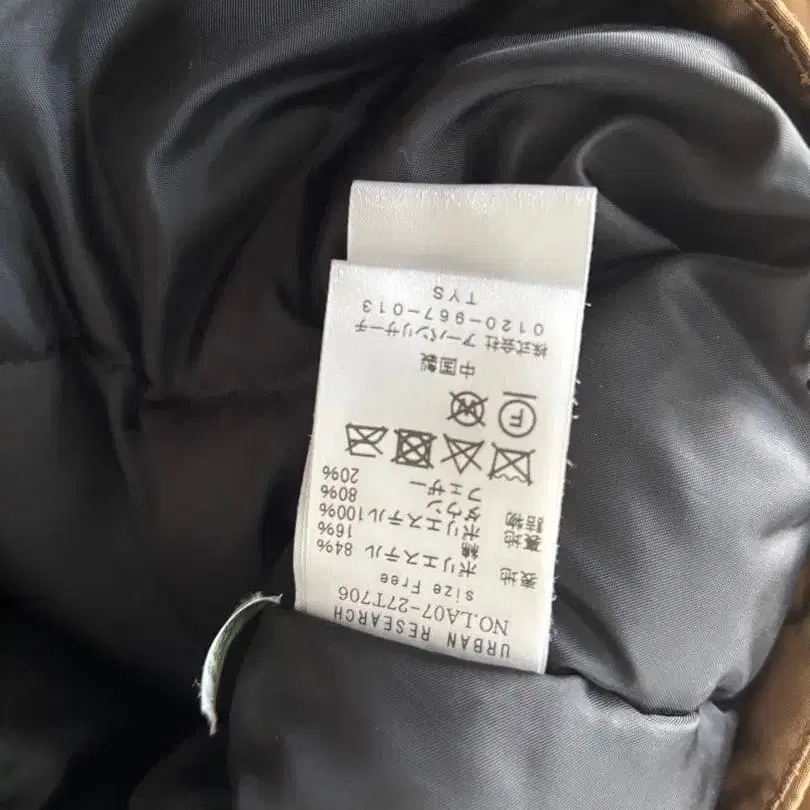 URBAN RESEARCH
NO.LA07-27T706
size Free
表地 ポリエステル 84%
綿 16%
裏地 ポリエステル100%
詰物 ダウン 80%
フェザー 20%
F
W
中国製
株式会社 アーバンリサーチ
0120-967-013
TYS